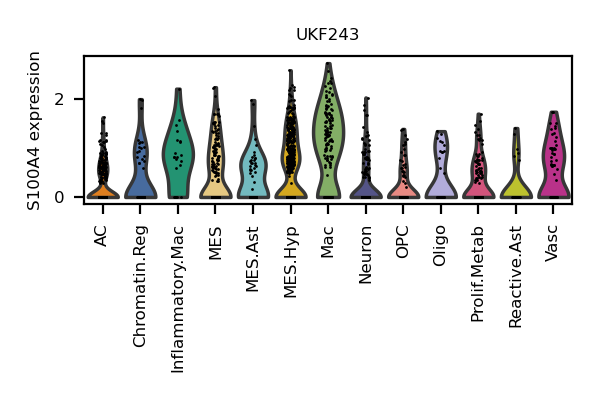 UKF243
S100A4 expression
2
0
AC
Chromatin.Reg
Inflammatory.Mac
MES
MES.Ast
MES.Hyp
Mac
Neuron
OPC
Oligo
Prolif.Metab
Reactive.Ast
Vasc